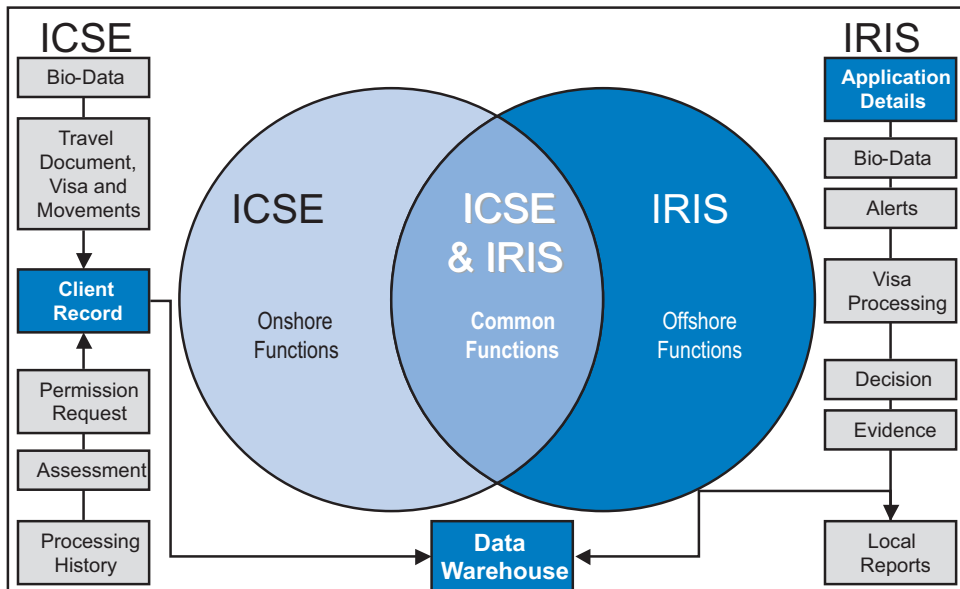 ICSE
Bio-Data
Travel
Document,
Visa and
Movements
Client
Record
Permission
Request
Assessment
Processing
History
ICSE
Onshore
Functions
ICSE
& IRIS
Common
Functions
IRIS
Offshore
Functions
Data
Warehouse
IRIS
Application
Details
Bio-Data
Alerts
Visa
Processing
Decision
Evidence
Local
Reports